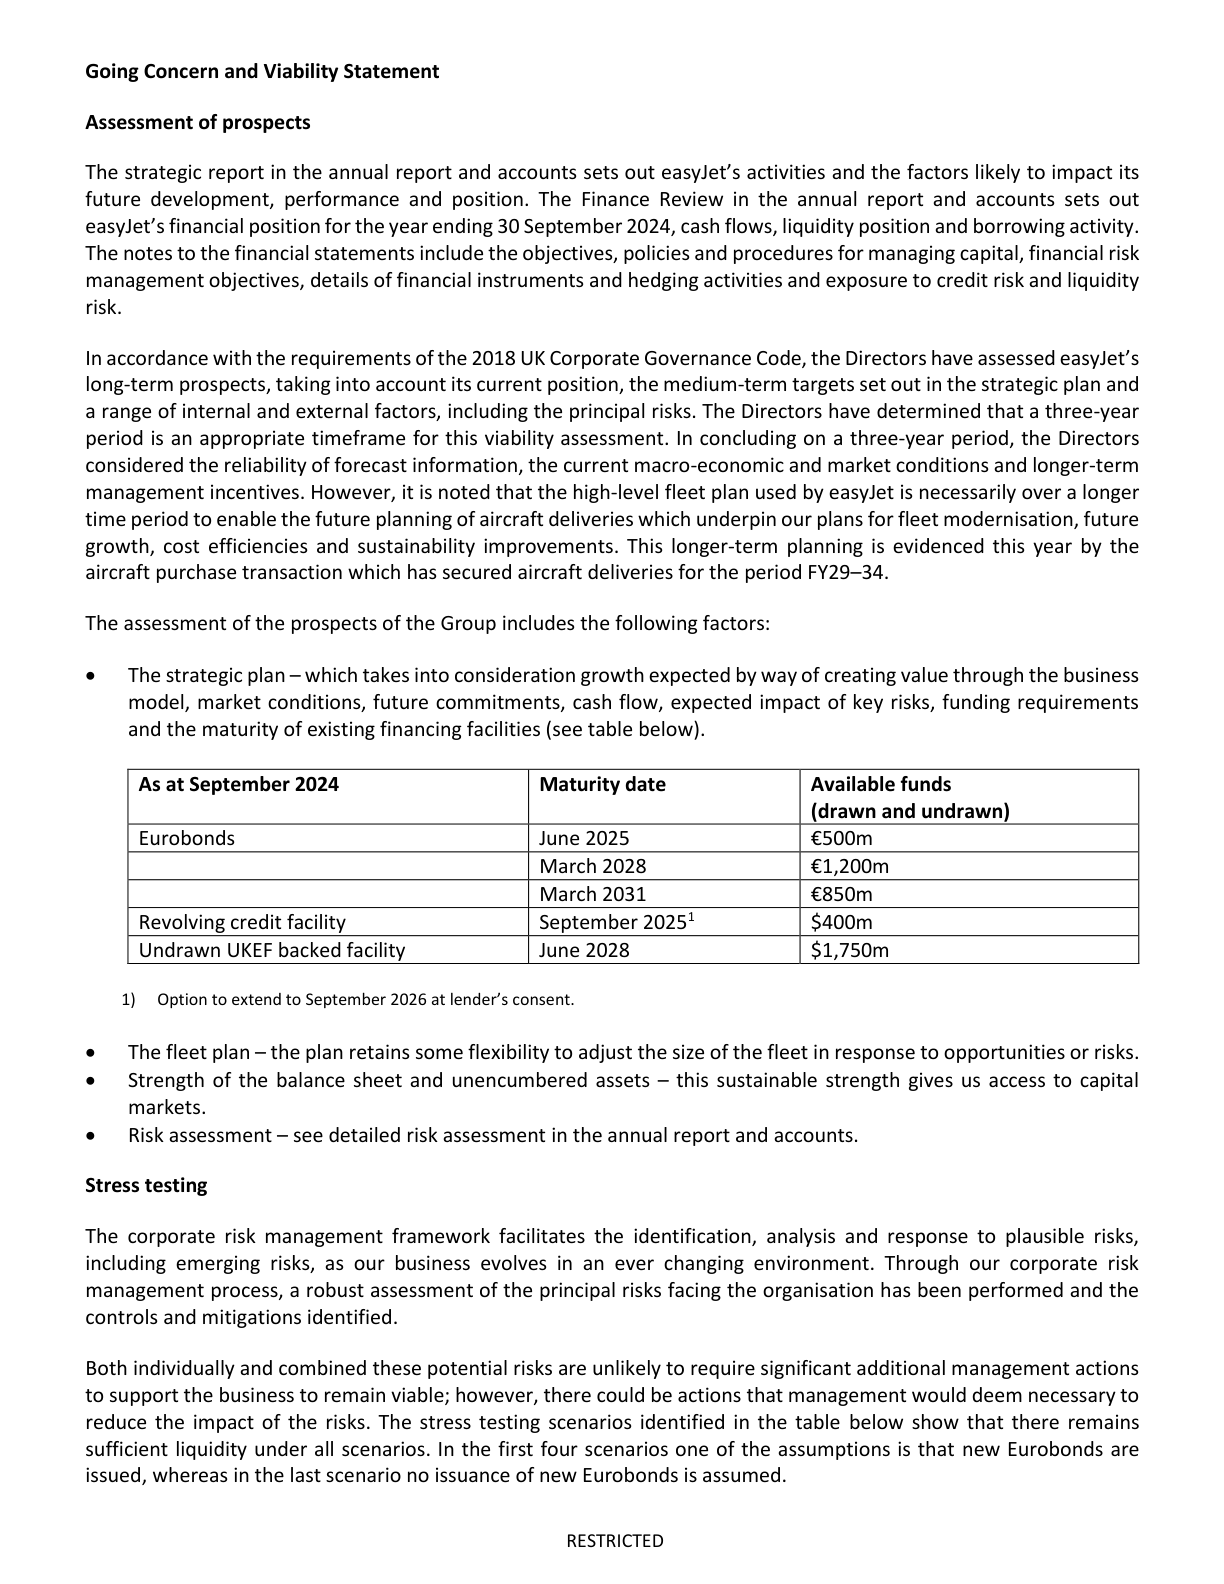 Going Concern and Viability Statement
Assessment of prospects
The strategic report in the annual report and accounts sets out easyJet’s activities and the factors likely to impact its
future development, performance and position. The Finance Review in the annual report and accounts sets out
easyJet’s financial position for the year ending 30 September 2024, cash flows, liquidity position and borrowing activity.
The notes to the financial statements include the objectives, policies and procedures for managing capital, financial risk
management objectives, details of financial instruments and hedging activities and exposure to credit risk and liquidity
risk.
In accordance with the requirements of the 2018 UK Corporate Governance Code, the Directors have assessed easyJet’s
long-term prospects, taking into account its current position, the medium-term targets set out in the strategic plan and
a range of internal and external factors, including the principal risks. The Directors have determined that a three-year
period is an appropriate timeframe for this viability assessment. In concluding on a three-year period, the Directors
considered the reliability of forecast information, the current macro-economic and market conditions and longer-term
management incentives. However, it is noted that the high-level fleet plan used by easyJet is necessarily over a longer
time period to enable the future planning of aircraft deliveries which underpin our plans for fleet modernisation, future
growth, cost efficiencies and sustainability improvements. This longer-term planning is evidenced this year by the
aircraft purchase transaction which has secured aircraft deliveries for the period FY29–34.
The assessment of the prospects of the Group includes the following factors:
• The strategic plan – which takes into consideration growth expected by way of creating value through the business
model, market conditions, future commitments, cash flow, expected impact of key risks, funding requirements
and the maturity of existing financing facilities (see table below).
As at September 2024 Maturity date Available funds
(drawn and undrawn)
Eurobonds June 2025 €500m
March 2028 €1,200m
March 2031 €850m
Revolving credit facility September 2025¹ $400m
Undrawn UKEF backed facility June 2028 $1,750m
1) Option to extend to September 2026 at lender’s consent.
• The fleet plan – the plan retains some flexibility to adjust the size of the fleet in response to opportunities or risks.
• Strength of the balance sheet and unencumbered assets – this sustainable strength gives us access to capital
markets.
• Risk assessment – see detailed risk assessment in the annual report and accounts.
Stress testing
The corporate risk management framework facilitates the identification, analysis and response to plausible risks,
including emerging risks, as our business evolves in an ever changing environment. Through our corporate risk
management process, a robust assessment of the principal risks facing the organisation has been performed and the
controls and mitigations identified.
Both individually and combined these potential risks are unlikely to require significant additional management actions
to support the business to remain viable; however, there could be actions that management would deem necessary to
reduce the impact of the risks. The stress testing scenarios identified in the table below show that there remains
sufficient liquidity under all scenarios. In the first four scenarios one of the assumptions is that new Eurobonds are
issued, whereas in the last scenario no issuance of new Eurobonds is assumed.
RESTRICTED